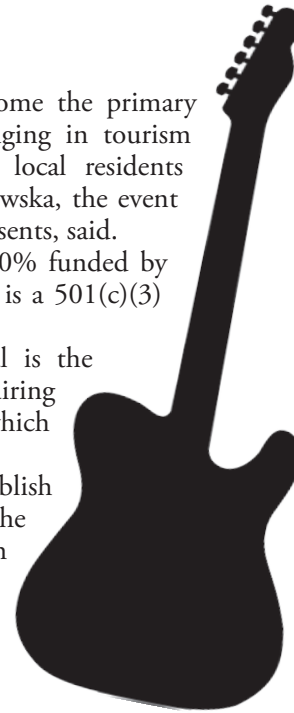 ome the primary
ging in tourism
local residents
wska, the event
sents, said.
0% funded by
is a 501(c)(3)
l is the
iring
hich
blish
he
n